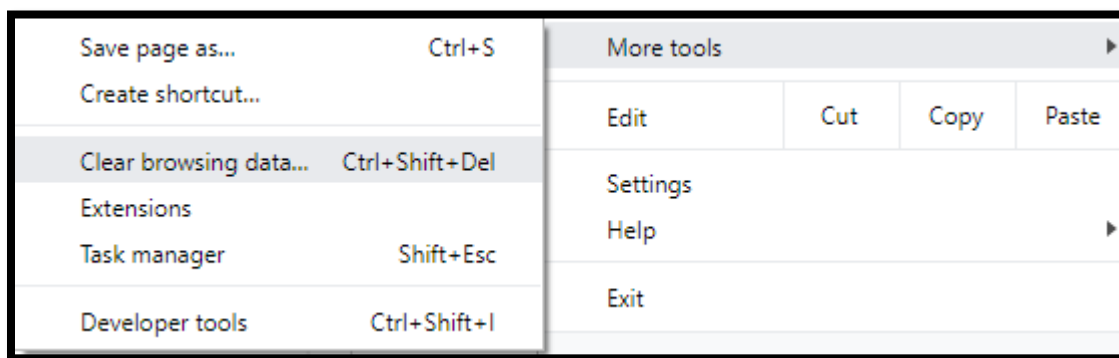 Save page as... Ctrl+S
Create shortcut...
Clear browsing data... Ctrl+Shift+Del
Extensions
Task manager Shift+Esc
Developer tools Ctrl+Shift+I
More tools
Edit Cut Copy Paste
Settings
Help
Exit